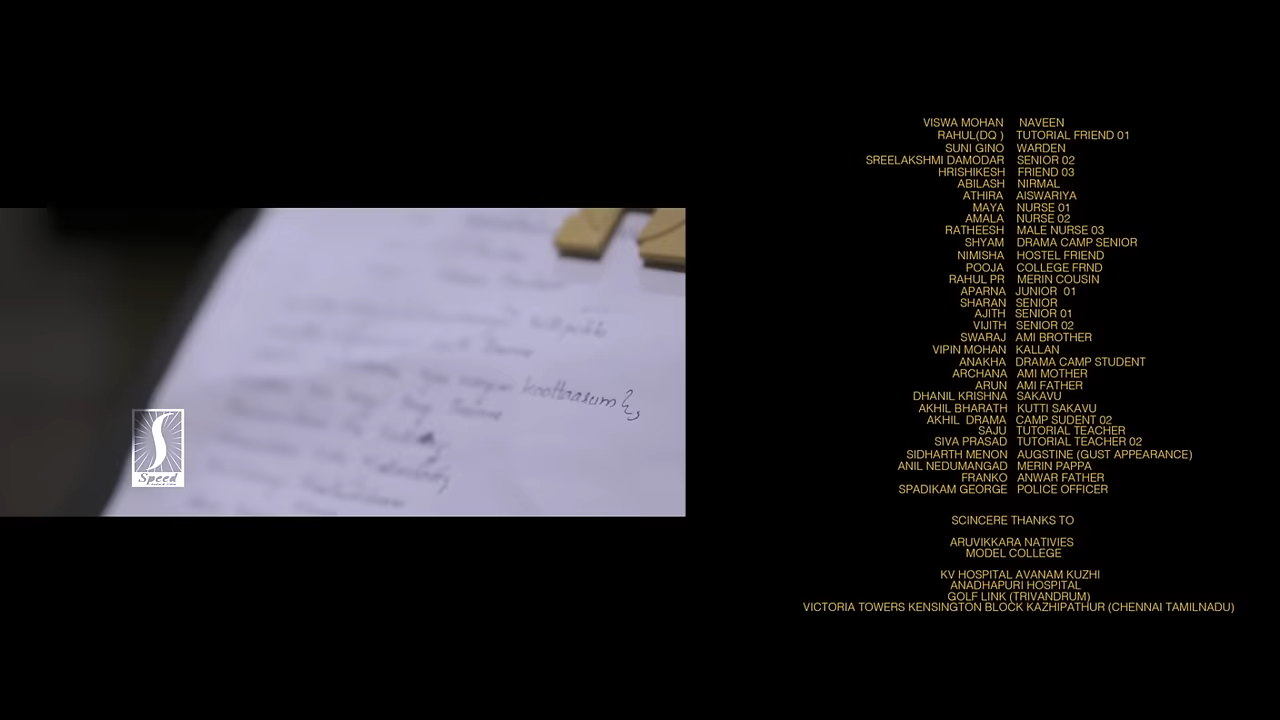 koottaasum
Speed
VISWA MOHAN NAVEEN
RAHUL(DQ ) TUTORIAL FRIEND 01
SUNI GINO WARDEN
SREELAKSHMI DAMODAR SENIOR 02
HRISHIKESH FRIEND 03
ABILASH NIRMAL
ATHIRA AISWARIYA
MAYA NURSE 01
AMALA NURSE 02
RATHEESH MALE NURSE 03
SHYAM DRAMA CAMP SENIOR
NIMISHA HOSTEL FRIEND
POOJA COLLEGE FRND
RAHUL PR MERIN COUSIN
APARNA JUNIOR 01
SHARAN SENIOR
AJITH SENIOR 01
VIJITH SENIOR 02
SWARAJ AMI BROTHER
VIPIN MOHAN KALLAN
ANAKHA DRAMA CAMP STUDENT
ARCHANA AMI MOTHER
ARUN AMI FATHER
DHANIL KRISHNA SAKAVU
AKHIL BHARATH KUTTI SAKAVU
AKHIL DRAMA CAMP SUDENT 02
SAJU TUTORIAL TEACHER
SIVA PRASAD TUTORIAL TEACHER 02
SIDHARTH MENON AUGSTINE (GUST APPEARANCE)
ANIL NEDUMANGAD MERIN PAPPA
FRANKO ANWAR FATHER
SPADIKAM GEORGE POLICE OFFICER
SCINCERE THANKS TO
ARUVIKKARA NATIVIES
MODEL COLLEGE
KV HOSPITAL AVANAM KUZHI
ANADHAPURI HOSPITAL
GOLF LINK (TRIVANDRUM)
VICTORIA TOWERS KENSINGTON BLOCK KAZHIPATHUR (CHENNAI TAMILNADU)